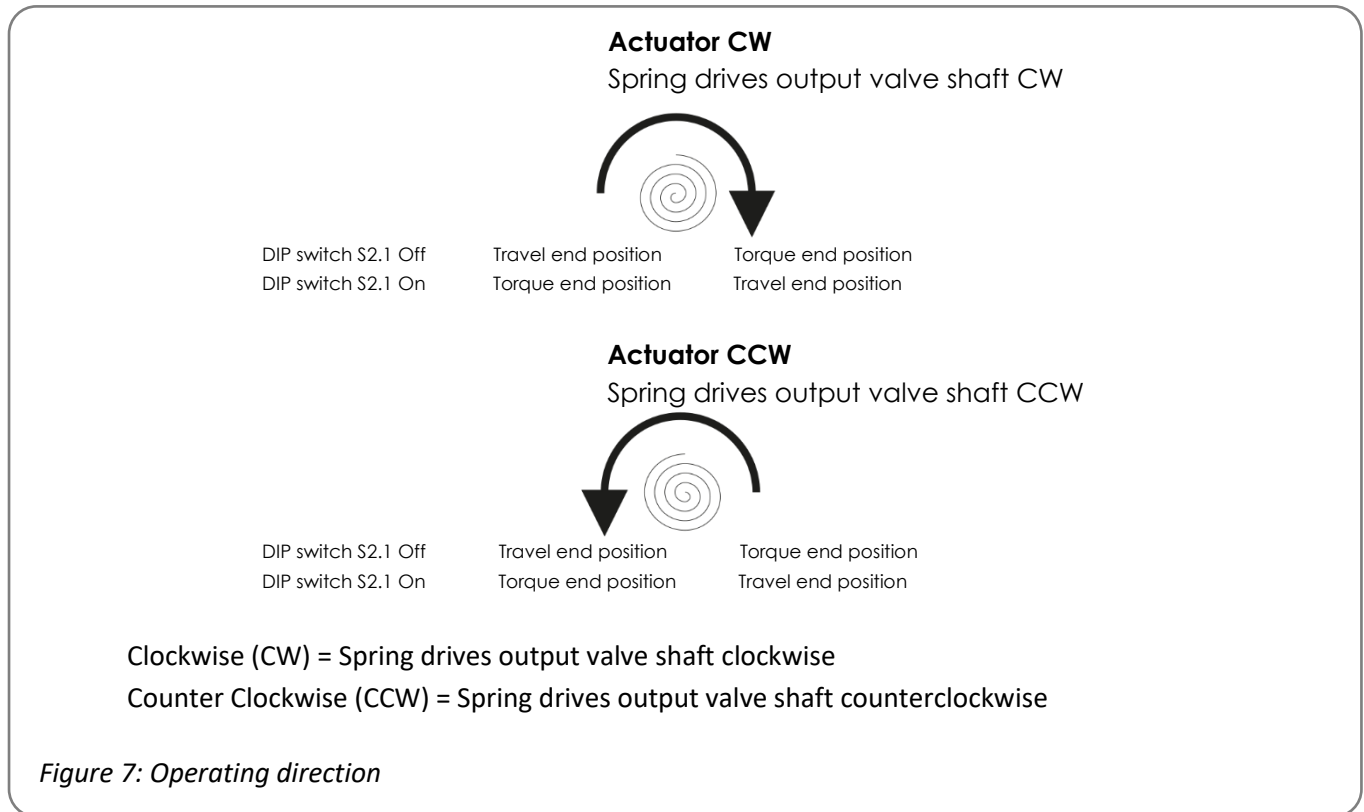 Actuator CW
Spring drives output valve shaft CW
DIP switch S2.1 Off Travel end position Torque end position
DIP switch S2.1 On Torque end position Travel end position
Actuator CCW
Spring drives output valve shaft CCW
DIP switch S2.1 Off Travel end position Torque end position
DIP switch S2.1 On Torque end position Travel end position
Clockwise (CW) = Spring drives output valve shaft clockwise
Counter Clockwise (CCW) = Spring drives output valve shaft counterclockwise
Figure 7: Operating direction